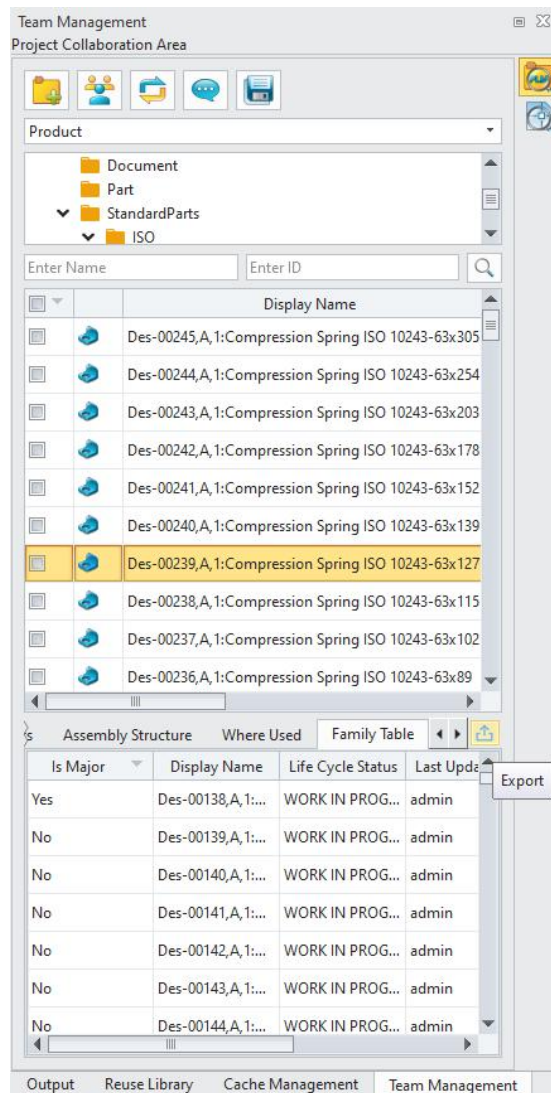 Team Management
Project Collaboration Area
Product
Document
Part
StandardParts
ISO
Enter Name Enter ID
Display Name
Des-00245,A,1:Compression Spring ISO 10243-63x305
Des-00244,A,1:Compression Spring ISO 10243-63x254
Des-00243,A,1:Compression Spring ISO 10243-63x203
Des-00242,A,1:Compression Spring ISO 10243-63x178
Des-00241,A,1:Compression Spring ISO 10243-63x152
Des-00240,A,1:Compression Spring ISO 10243-63x139
Des-00239,A,1:Compression Spring ISO 10243-63x127
Des-00238,A,1:Compression Spring ISO 10243-63x115
Des-00237,A,1:Compression Spring ISO 10243-63x102
Des-00236,A,1:Compression Spring ISO 10243-63x89
Assembly Structure Where Used Family Table
Is Major Display Name Life Cycle Status Last Upda
Export
Yes Des-00138,A,1:... WORK IN PROG... admin
No Des-00139,A,1:... WORK IN PROG... admin
No Des-00140,A,1:... WORK IN PROG... admin
No Des-00141,A,1:... WORK IN PROG... admin
No Des-00142,A,1:... WORK IN PROG... admin
No Des-00143,A,1:... WORK IN PROG... admin
No Des-00144,A,1:... WORK IN PROG... admin
Output Reuse Library Cache Management Team Management